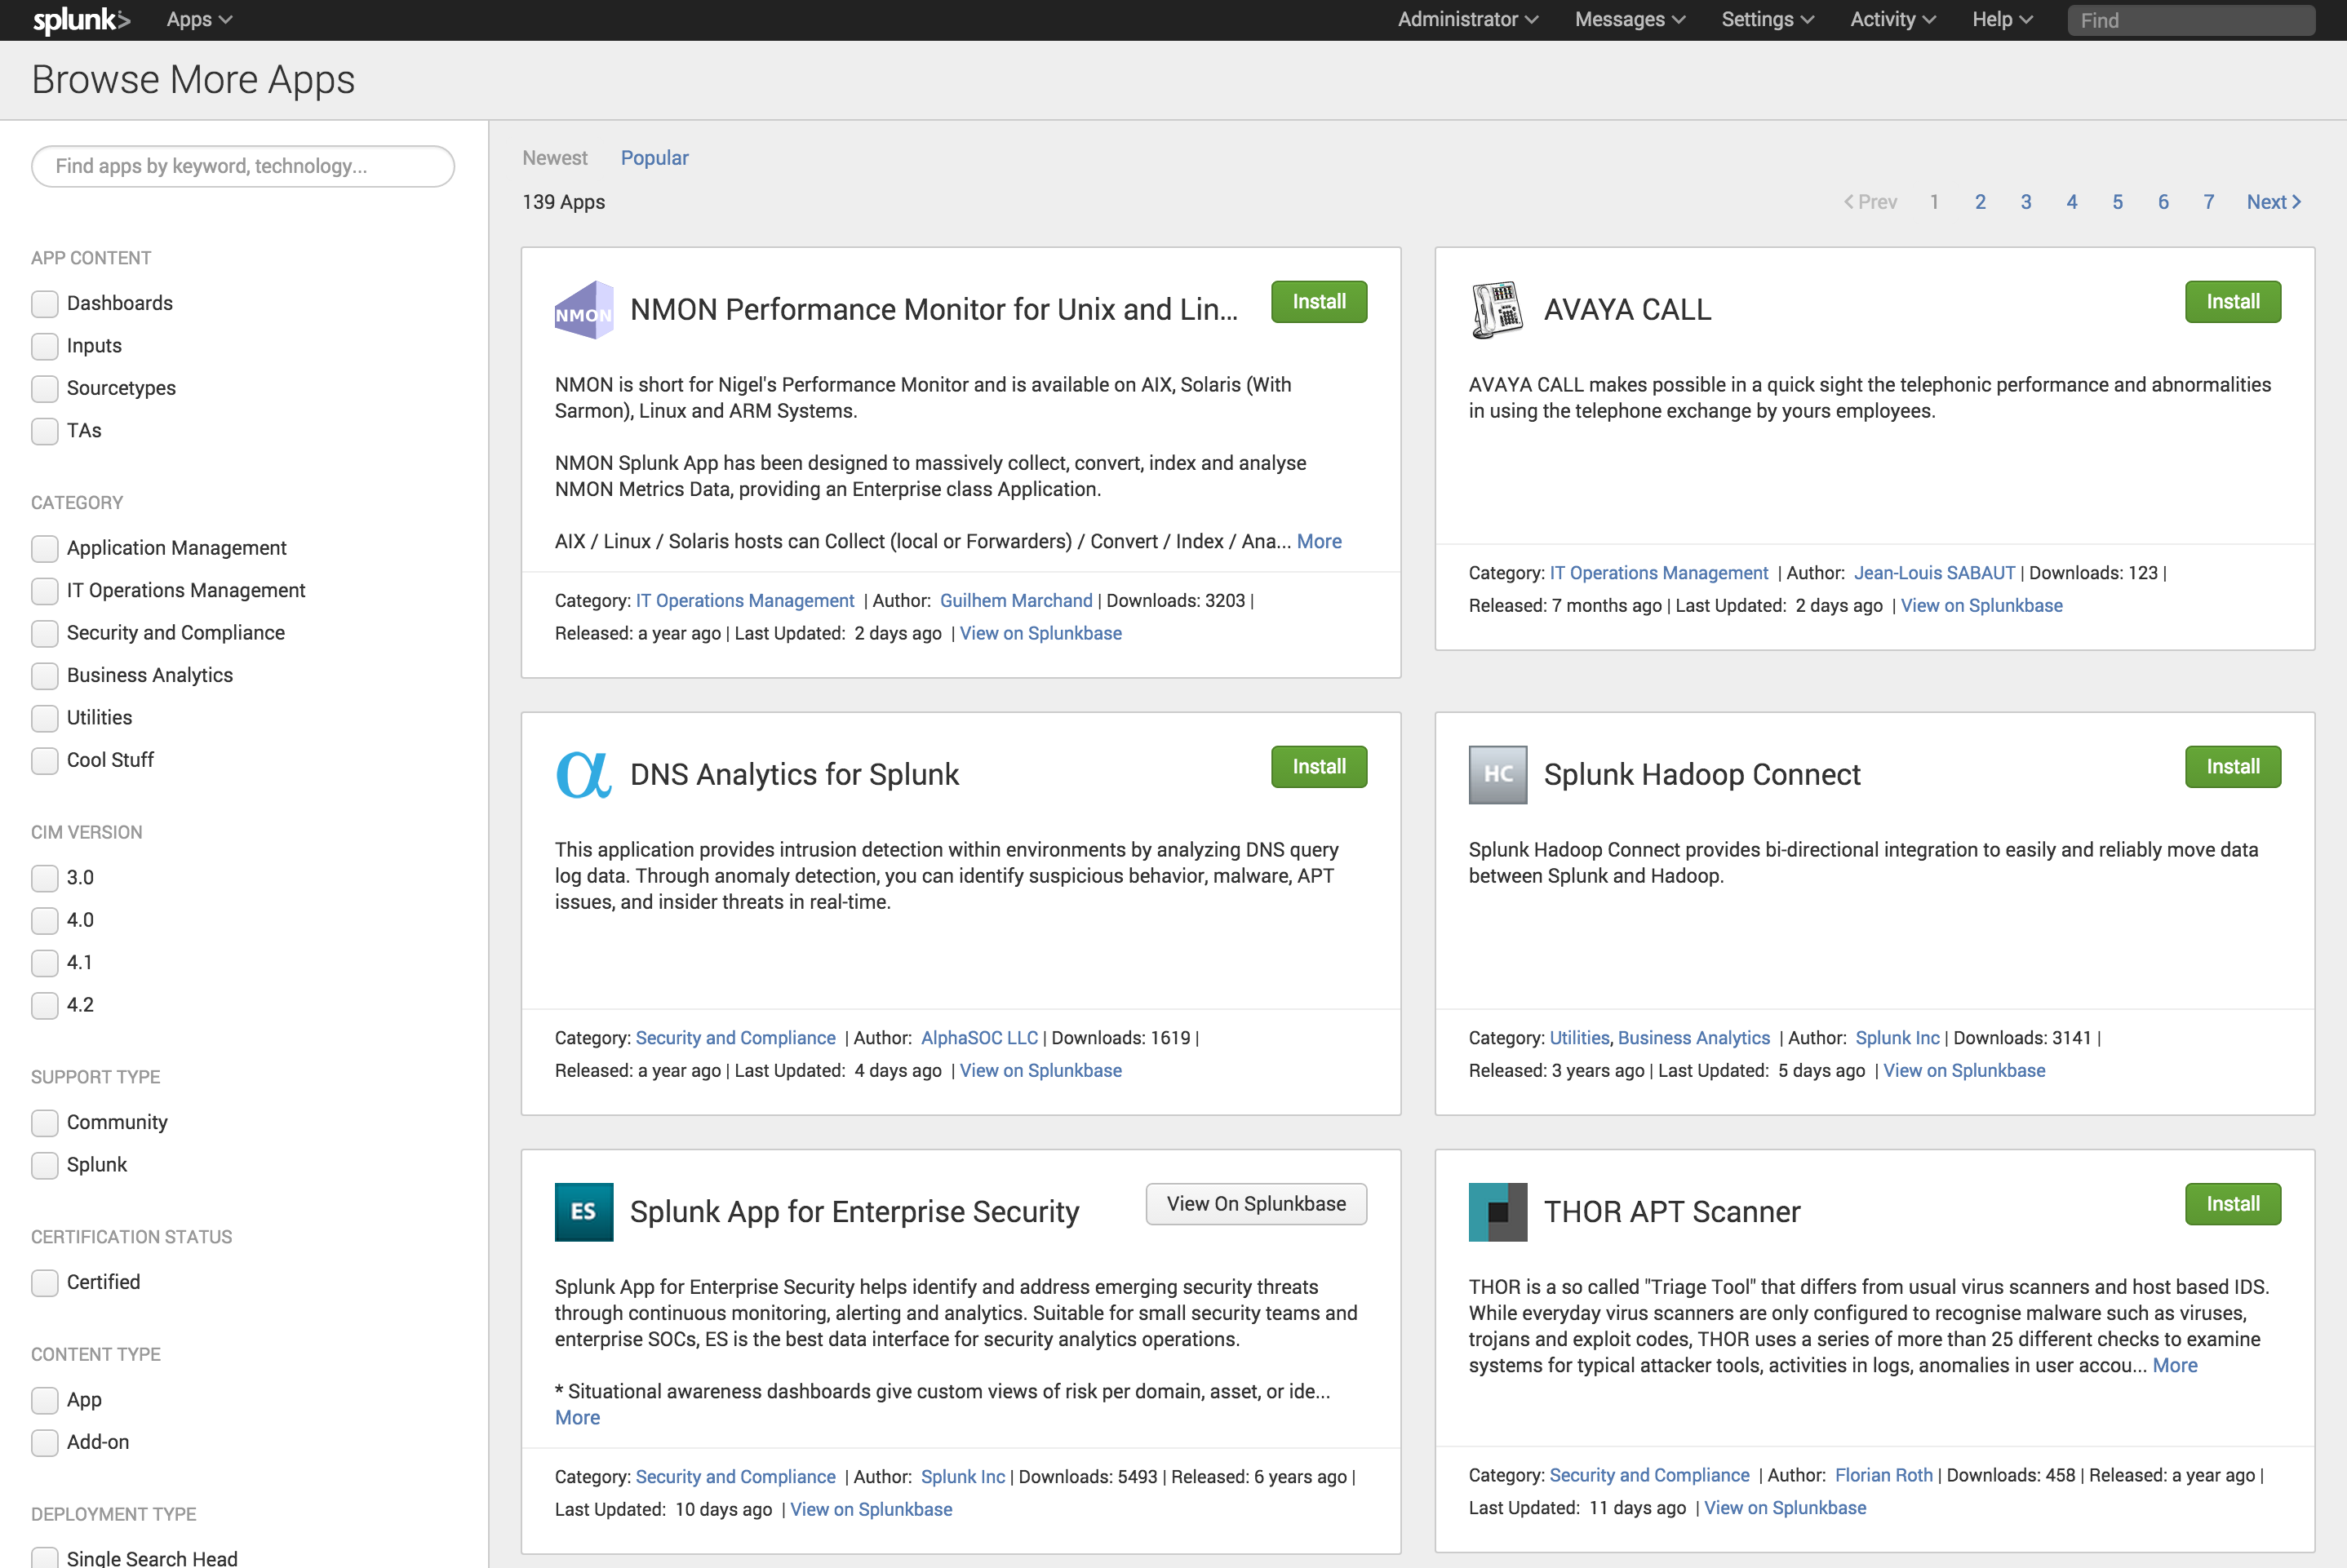 splunk> Apps Administrator Messages Settings Activity Help Find
Browse More Apps
Find apps by keyword, technology...
APP CONTENT
Dashboards
Inputs
Sourcetypes
TAs
CATEGORY
Application Management
IT Operations Management
Security and Compliance
Business Analytics
Utilities
Cool Stuff
CIM VERSION
3.0
4.0
4.1
4.2
SUPPORT TYPE
Community
Splunk
CERTIFICATION STATUS
Certified
CONTENT TYPE
App
Add-on
DEPLOYMENT TYPE
Single Search Head
Newest Popular
139 Apps
< Prev 1 2 3 4 5 6 7 Next >
NMON
NMON Performance Monitor for Unix and Lin... Install
NMON is short for Nigel's Performance Monitor and is available on AIX, Solaris (With
Sarmon), Linux and ARM Systems.
NMON Splunk App has been designed to massively collect, convert, index and analyse
NMON Metrics Data, providing an Enterprise class Application.
AIX / Linux / Solaris hosts can Collect (local or Forwarders) / Convert / Index / Ana... More
Category: IT Operations Management | Author: Guilhem Marchand | Downloads: 3203 |
Released: a year ago | Last Updated: 2 days ago | View on Splunkbase
AVAYA CALL Install
AVAYA CALL makes possible in a quick sight the telephonic performance and abnormalities
in using the telephone exchange by yours employees.
Category: IT Operations Management | Author: Jean-Louis SABAUT | Downloads: 123 |
Released: 7 months ago | Last Updated: 2 days ago | View on Splunkbase
α DNS Analytics for Splunk Install
This application provides intrusion detection within environments by analyzing DNS query
log data. Through anomaly detection, you can identify suspicious behavior, malware, APT
issues, and insider threats in real-time.
Category: Security and Compliance | Author: AlphaSOC LLC | Downloads: 1619 |
Released: a year ago | Last Updated: 4 days ago | View on Splunkbase
HC Splunk Hadoop Connect Install
Splunk Hadoop Connect provides bi-directional integration to easily and reliably move data
between Splunk and Hadoop.
Category: Utilities, Business Analytics | Author: Splunk Inc | Downloads: 3141 |
Released: 3 years ago | Last Updated: 5 days ago | View on Splunkbase
ES Splunk App for Enterprise Security View On Splunkbase
Splunk App for Enterprise Security helps identify and address emerging security threats
through continuous monitoring, alerting and analytics. Suitable for small security teams and
enterprise SOCs, ES is the best data interface for security analytics operations.
* Situational awareness dashboards give custom views of risk per domain, asset, or ide...
More
Category: Security and Compliance | Author: Splunk Inc | Downloads: 5493 | Released: 6 years ago |
Last Updated: 10 days ago | View on Splunkbase
THOR APT Scanner Install
THOR is a so called "Triage Tool" that differs from usual virus scanners and host based IDS.
While everyday virus scanners are only configured to recognise malware such as viruses,
trojans and exploit codes, THOR uses a series of more than 25 different checks to examine
systems for typical attacker tools, activities in logs, anomalies in user accou... More
Category: Security and Compliance | Author: Florian Roth | Downloads: 458 | Released: a year ago |
Last Updated: 11 days ago | View on Splunkbase